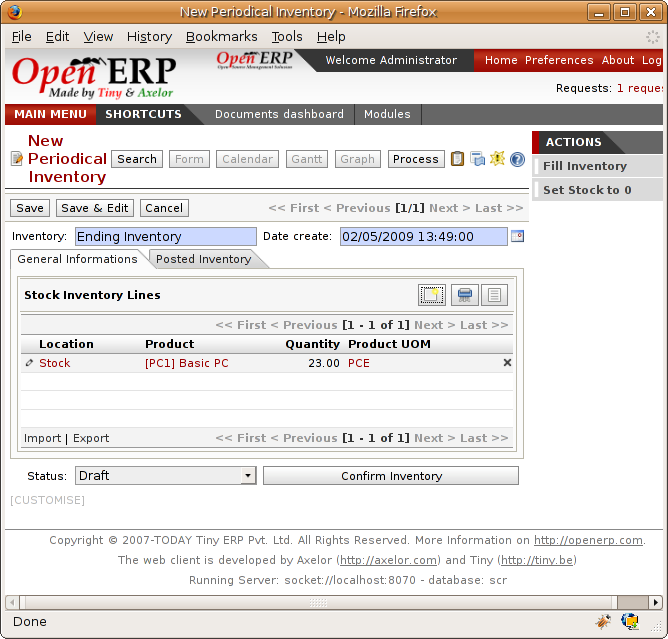 New Periodical Inventory - Mozilla Firefox
File Edit View History Bookmarks Tools Help
Open ERP
Made by Tiny & Axelor
Open ERP
Open Source Management Solution
Welcome Administrator
Home Preferences About Log
Requests: 1 reque
MAIN MENU SHORTCUTS Documents dashboard Modules
New Periodical Inventory
Search Form Calendar Gantt Graph Process
ACTIONS
Fill Inventory
Set Stock to 0
Save Save & Edit Cancel << First < Previous [1/1] Next > Last >>
Inventory: Ending Inventory Date create: 02/05/2009 13:49:00
General Informations Posted Inventory
Stock Inventory Lines
<< First < Previous [1 - 1 of 1] Next > Last >>
Location Product Quantity Product UOM
Stock [PC1] Basic PC 23.00 PCE
Import | Export << First < Previous [1 - 1 of 1] Next > Last >>
Status: Draft Confirm Inventory
[CUSTOMISE]
Copyright © 2007-TODAY Tiny ERP Pvt. Ltd. All Rights Reserved. More Information on http://openerp.com.
The web client is developed by Axelor (http://axelor.com) and Tiny (http://tiny.be)
Running Server: socket://localhost:8070 - database: scr
Done